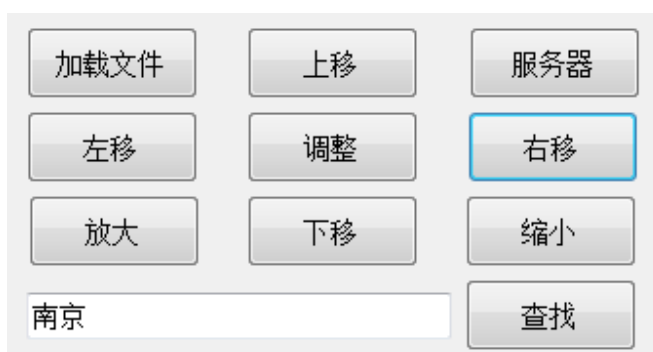 加载文件 上移 服务器
左移 调整 右移
放大 下移 缩小
南京 查找